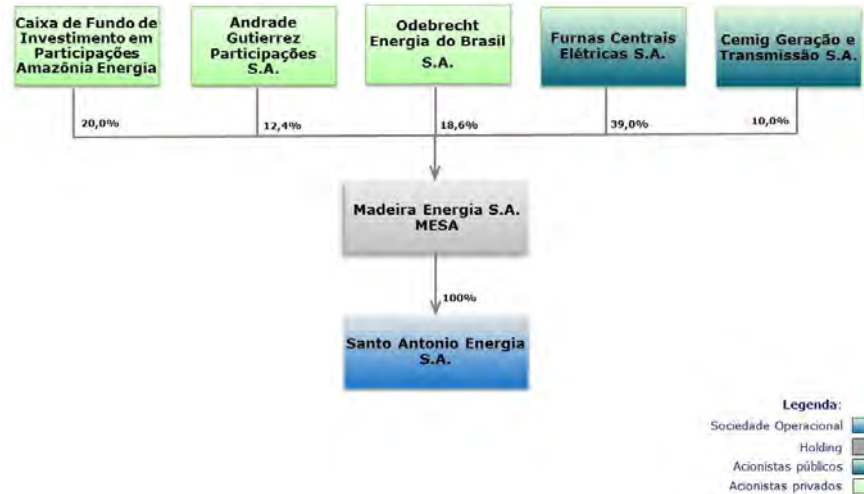 Caixa de Fundo de
Investimento em
Participações
Amazônia Energia
Andrade
Gutierrez
Participações
S.A.
Odebrecht
Energia do Brasil
S.A.
Furnas Centrais
Elétricas S.A.
Cemig Geração e
Transmissão S.A.
20,0%
12,4%
18,6%
39,0%
10,0%
Madeira Energia S.A.
MESA
100%
Santo Antonio Energia
S.A.
Legenda:
Sociedade Operacional
Holding
Acionistas públicos
Acionistas privados